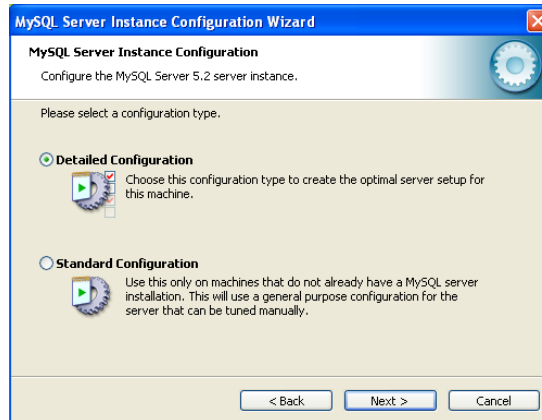 MySQL Server Instance Configuration Wizard
MySQL Server Instance Configuration
Configure the MySQL Server 5.2 server instance.
Please select a configuration type.
Detailed Configuration
Choose this configuration type to create the optimal server setup for
this machine.
Standard Configuration
Use this only on machines that do not already have a MySQL server
installation. This will use a general purpose configuration for the
server that can be tuned manually.
< Back
Next >
Cancel